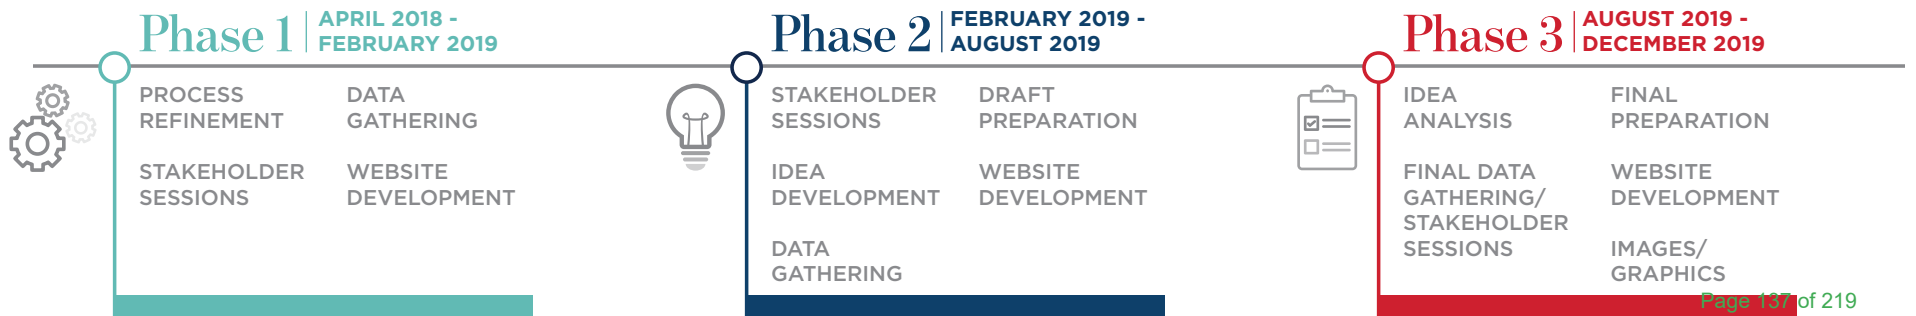 Phase 1
APRIL 2018 -
FEBRUARY 2019
PROCESS
REFINEMENT
STAKEHOLDER
SESSIONS
DATA
GATHERING
WEBSITE
DEVELOPMENT
Phase 2
FEBRUARY 2019 -
AUGUST 2019
STAKEHOLDER
SESSIONS
IDEA
DEVELOPMENT
DATA
GATHERING
DRAFT
PREPARATION
WEBSITE
DEVELOPMENT
Phase 3
AUGUST 2019 -
DECEMBER 2019
IDEA
ANALYSIS
FINAL DATA
GATHERING/
STAKEHOLDER
SESSIONS
FINAL
PREPARATION
WEBSITE
DEVELOPMENT
IMAGES/
GRAPHICS
Page 137 of 219